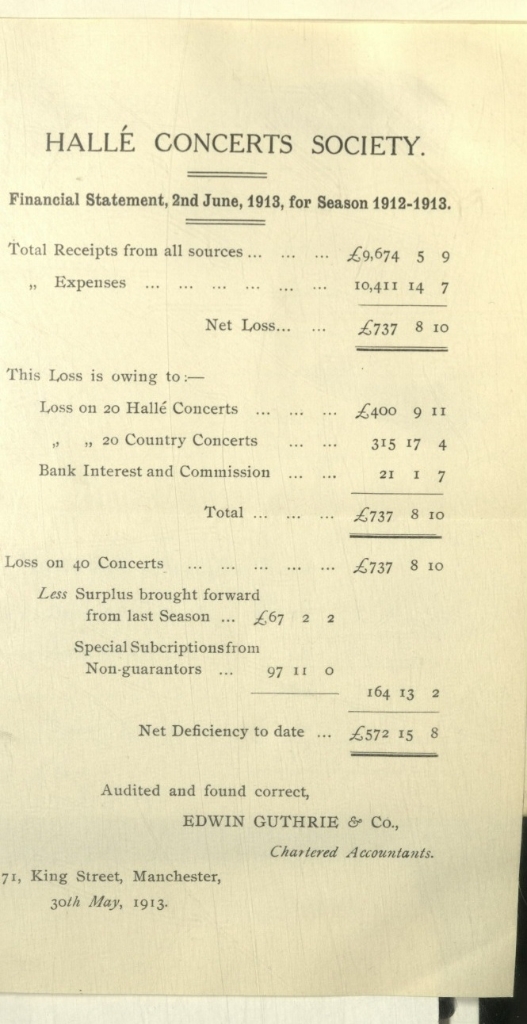 HALLÉ CONCERTS SOCIETY.
Financial Statement, 2nd June, 1913, for Season 1912-1913.
Total Receipts from all sources ... ... ... £9,674 5 9
„ Expenses ... ... ... ... ... ... 10,411 14 7
Net Loss... ... £737 8 10
This Loss is owing to :—
Loss on 20 Hallé Concerts ... ... ... £400 9 11
„ „ 20 Country Concerts ... ... 315 17 4
Bank Interest and Commission ... ... 21 1 7
Total ... ... ... £737 8 10
Loss on 40 Concerts ... ... ... ... ... £737 8 10
Less Surplus brought forward
from last Season ... £67 2 2
Special Subcriptions from
Non-guarantors ... 97 11 0
164 13 2
Net Deficiency to date ... £572 15 8
Audited and found correct,
EDWIN GUTHRIE & Co.,
Chartered Accountants.
71, King Street, Manchester,
30th May, 1913.